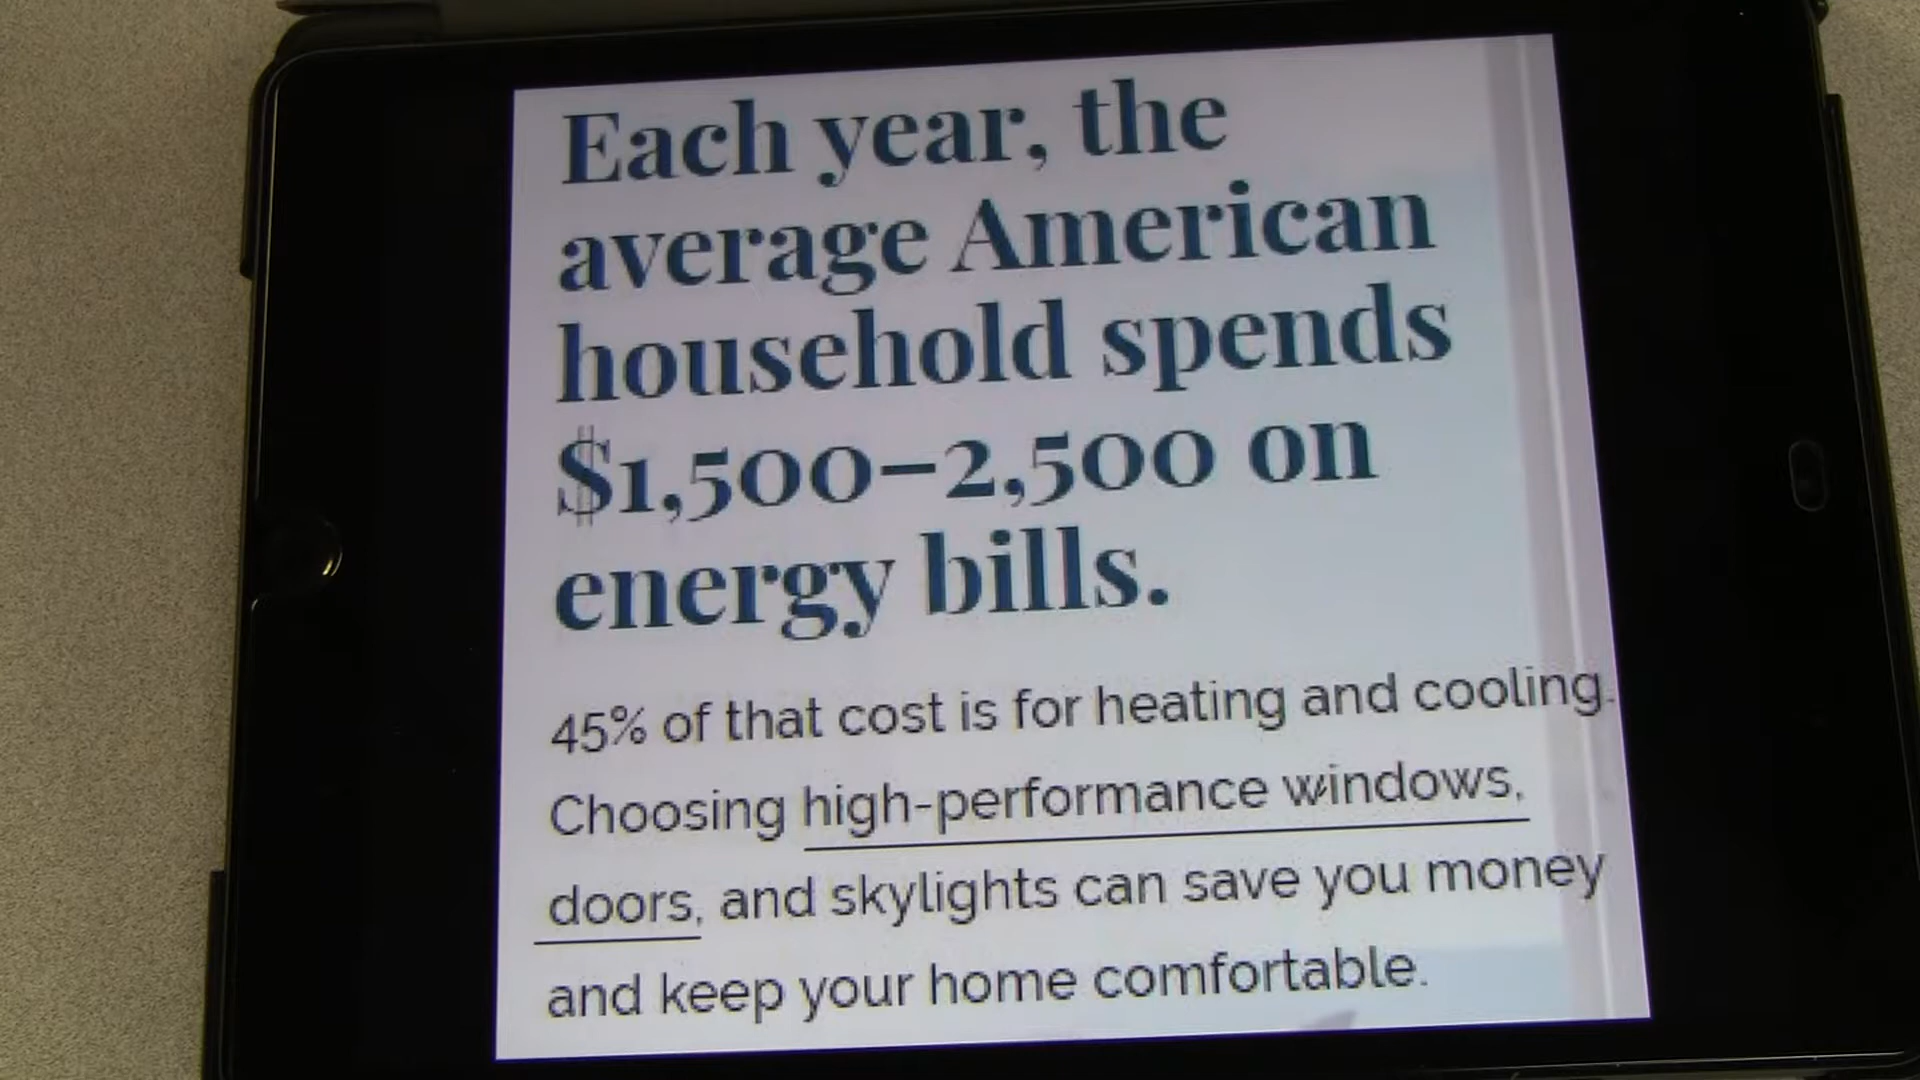 Each year, the
average American
household spends
$1,500–2,500 on
energy bills.
45% of that cost is for heating and cooling.
Choosing high-performance windows,
doors, and skylights can save you money
and keep your home comfortable.